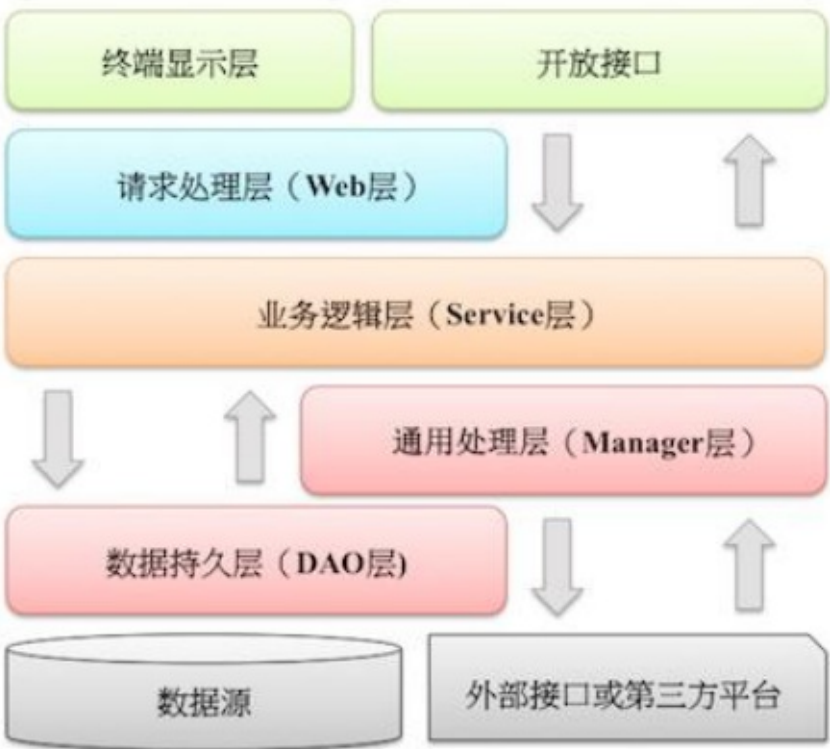 终端显示层
开放接口
请求处理层（Web层）
业务逻辑层（Service层）
通用处理层（Manager层）
数据持久层（DAO层)
数据源
外部接口或第三方平台